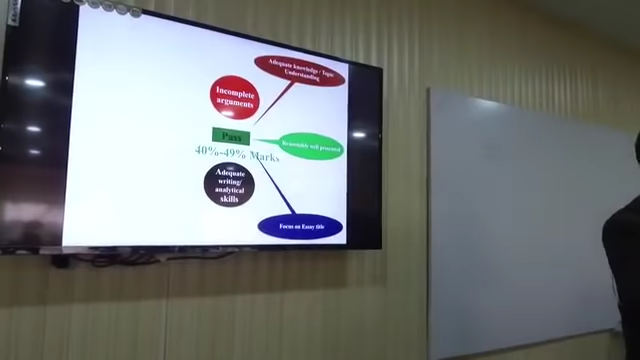 Adequate knowledge / Topic
Understanding
Incomplete
arguments
Pass
40%-49% Marks
Reasonably well presented
Adequate
writing/
analytical
skills
Focus on Essay title